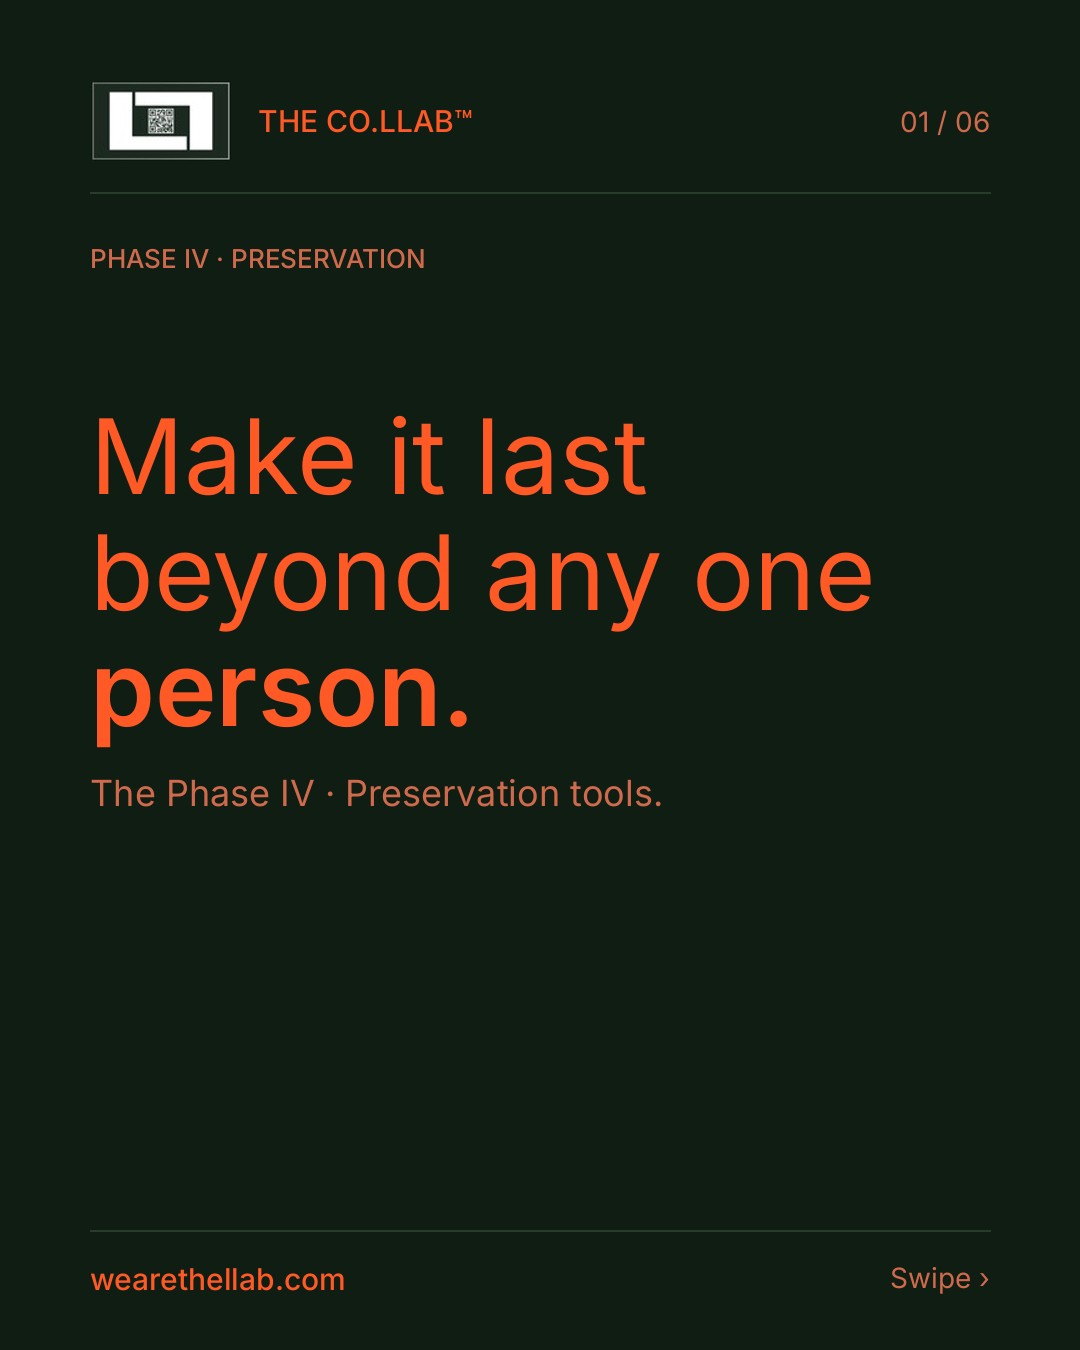 THE CO.LLAB™
01 / 06
PHASE IV · PRESERVATION
Make it last
beyond any one
person.
The Phase IV · Preservation tools.
wearethellab.com
Swipe ›